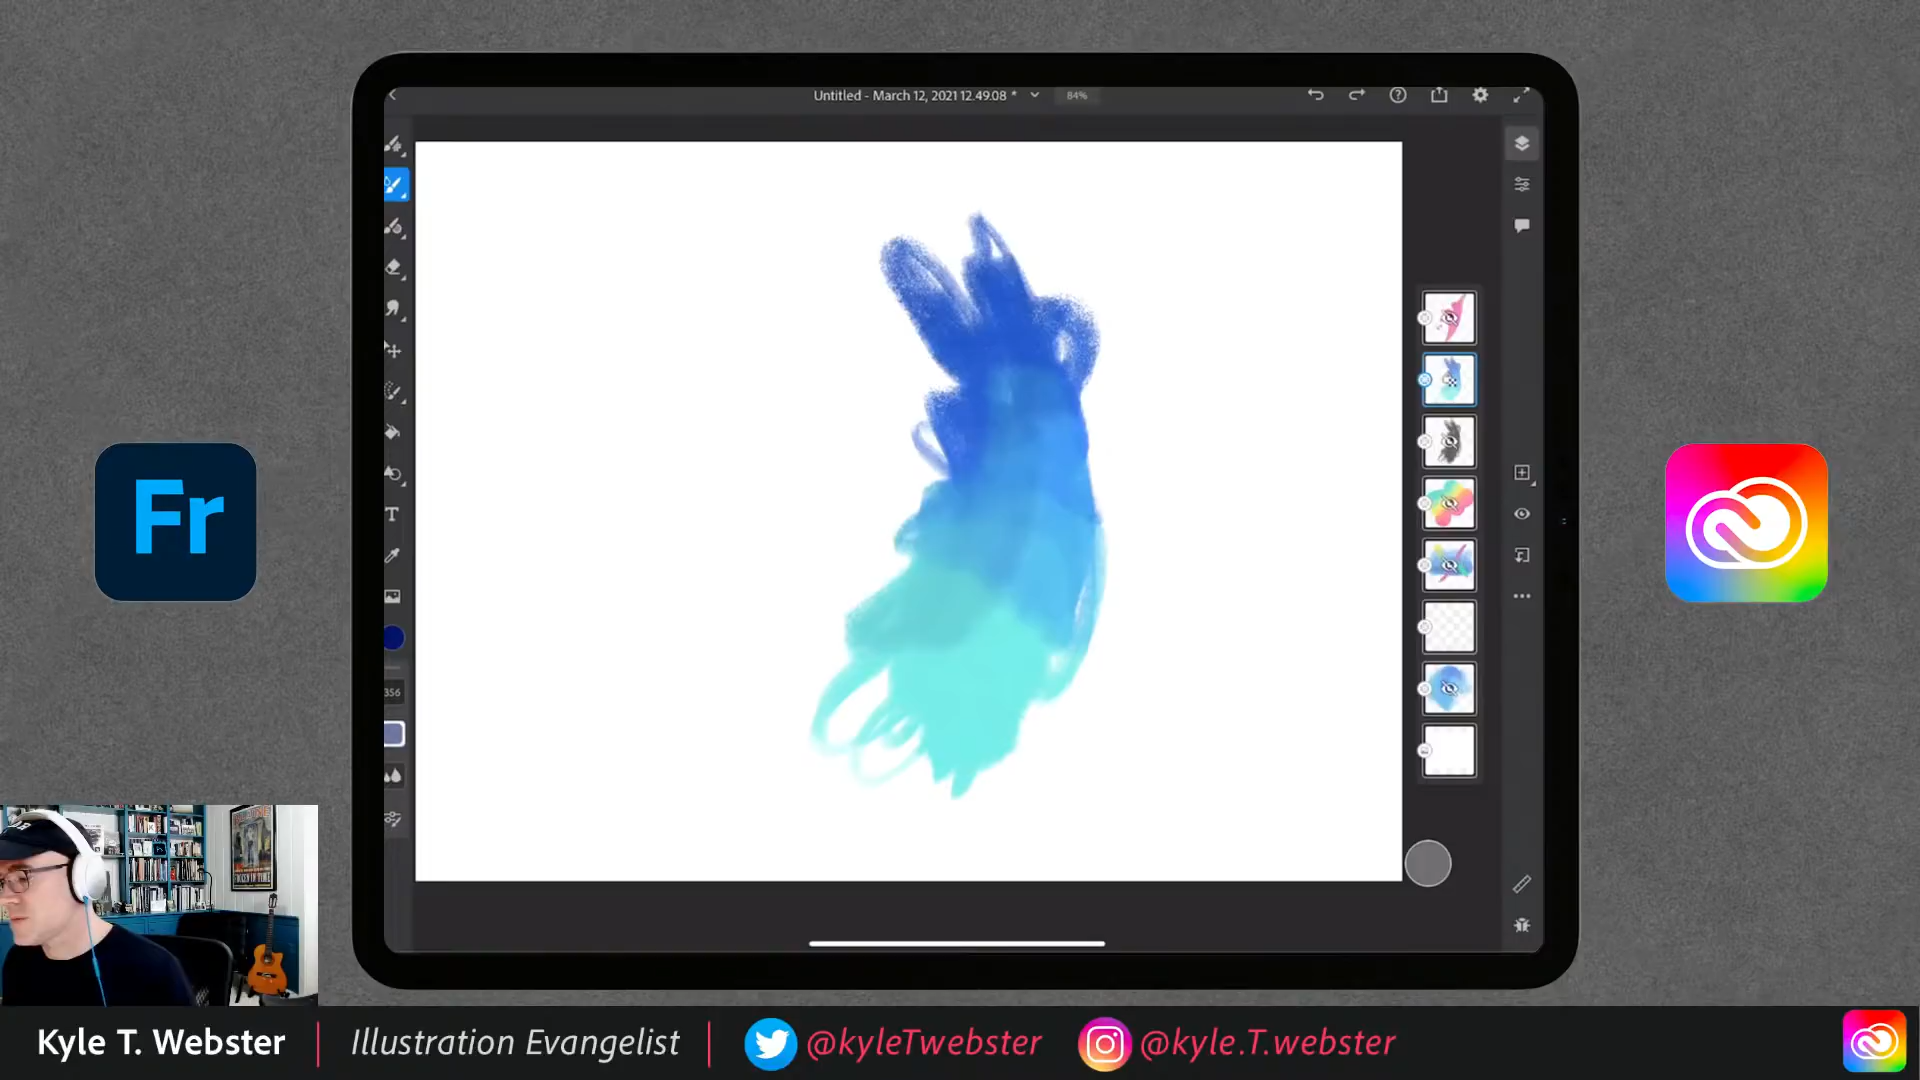 Untitled - March 12, 2021 12.49.08 *
84%
T
356
Fr
Kyle T. Webster
Illustration Evangelist
@kyleTwebster
@kyle.T.webster